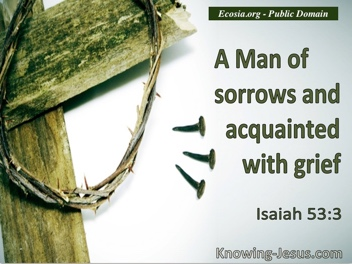 Ecosia.org - Public Domain
A Man of
sorrows and
acquainted
with grief
Isaiah 53:3
Knowing-Jesus.com